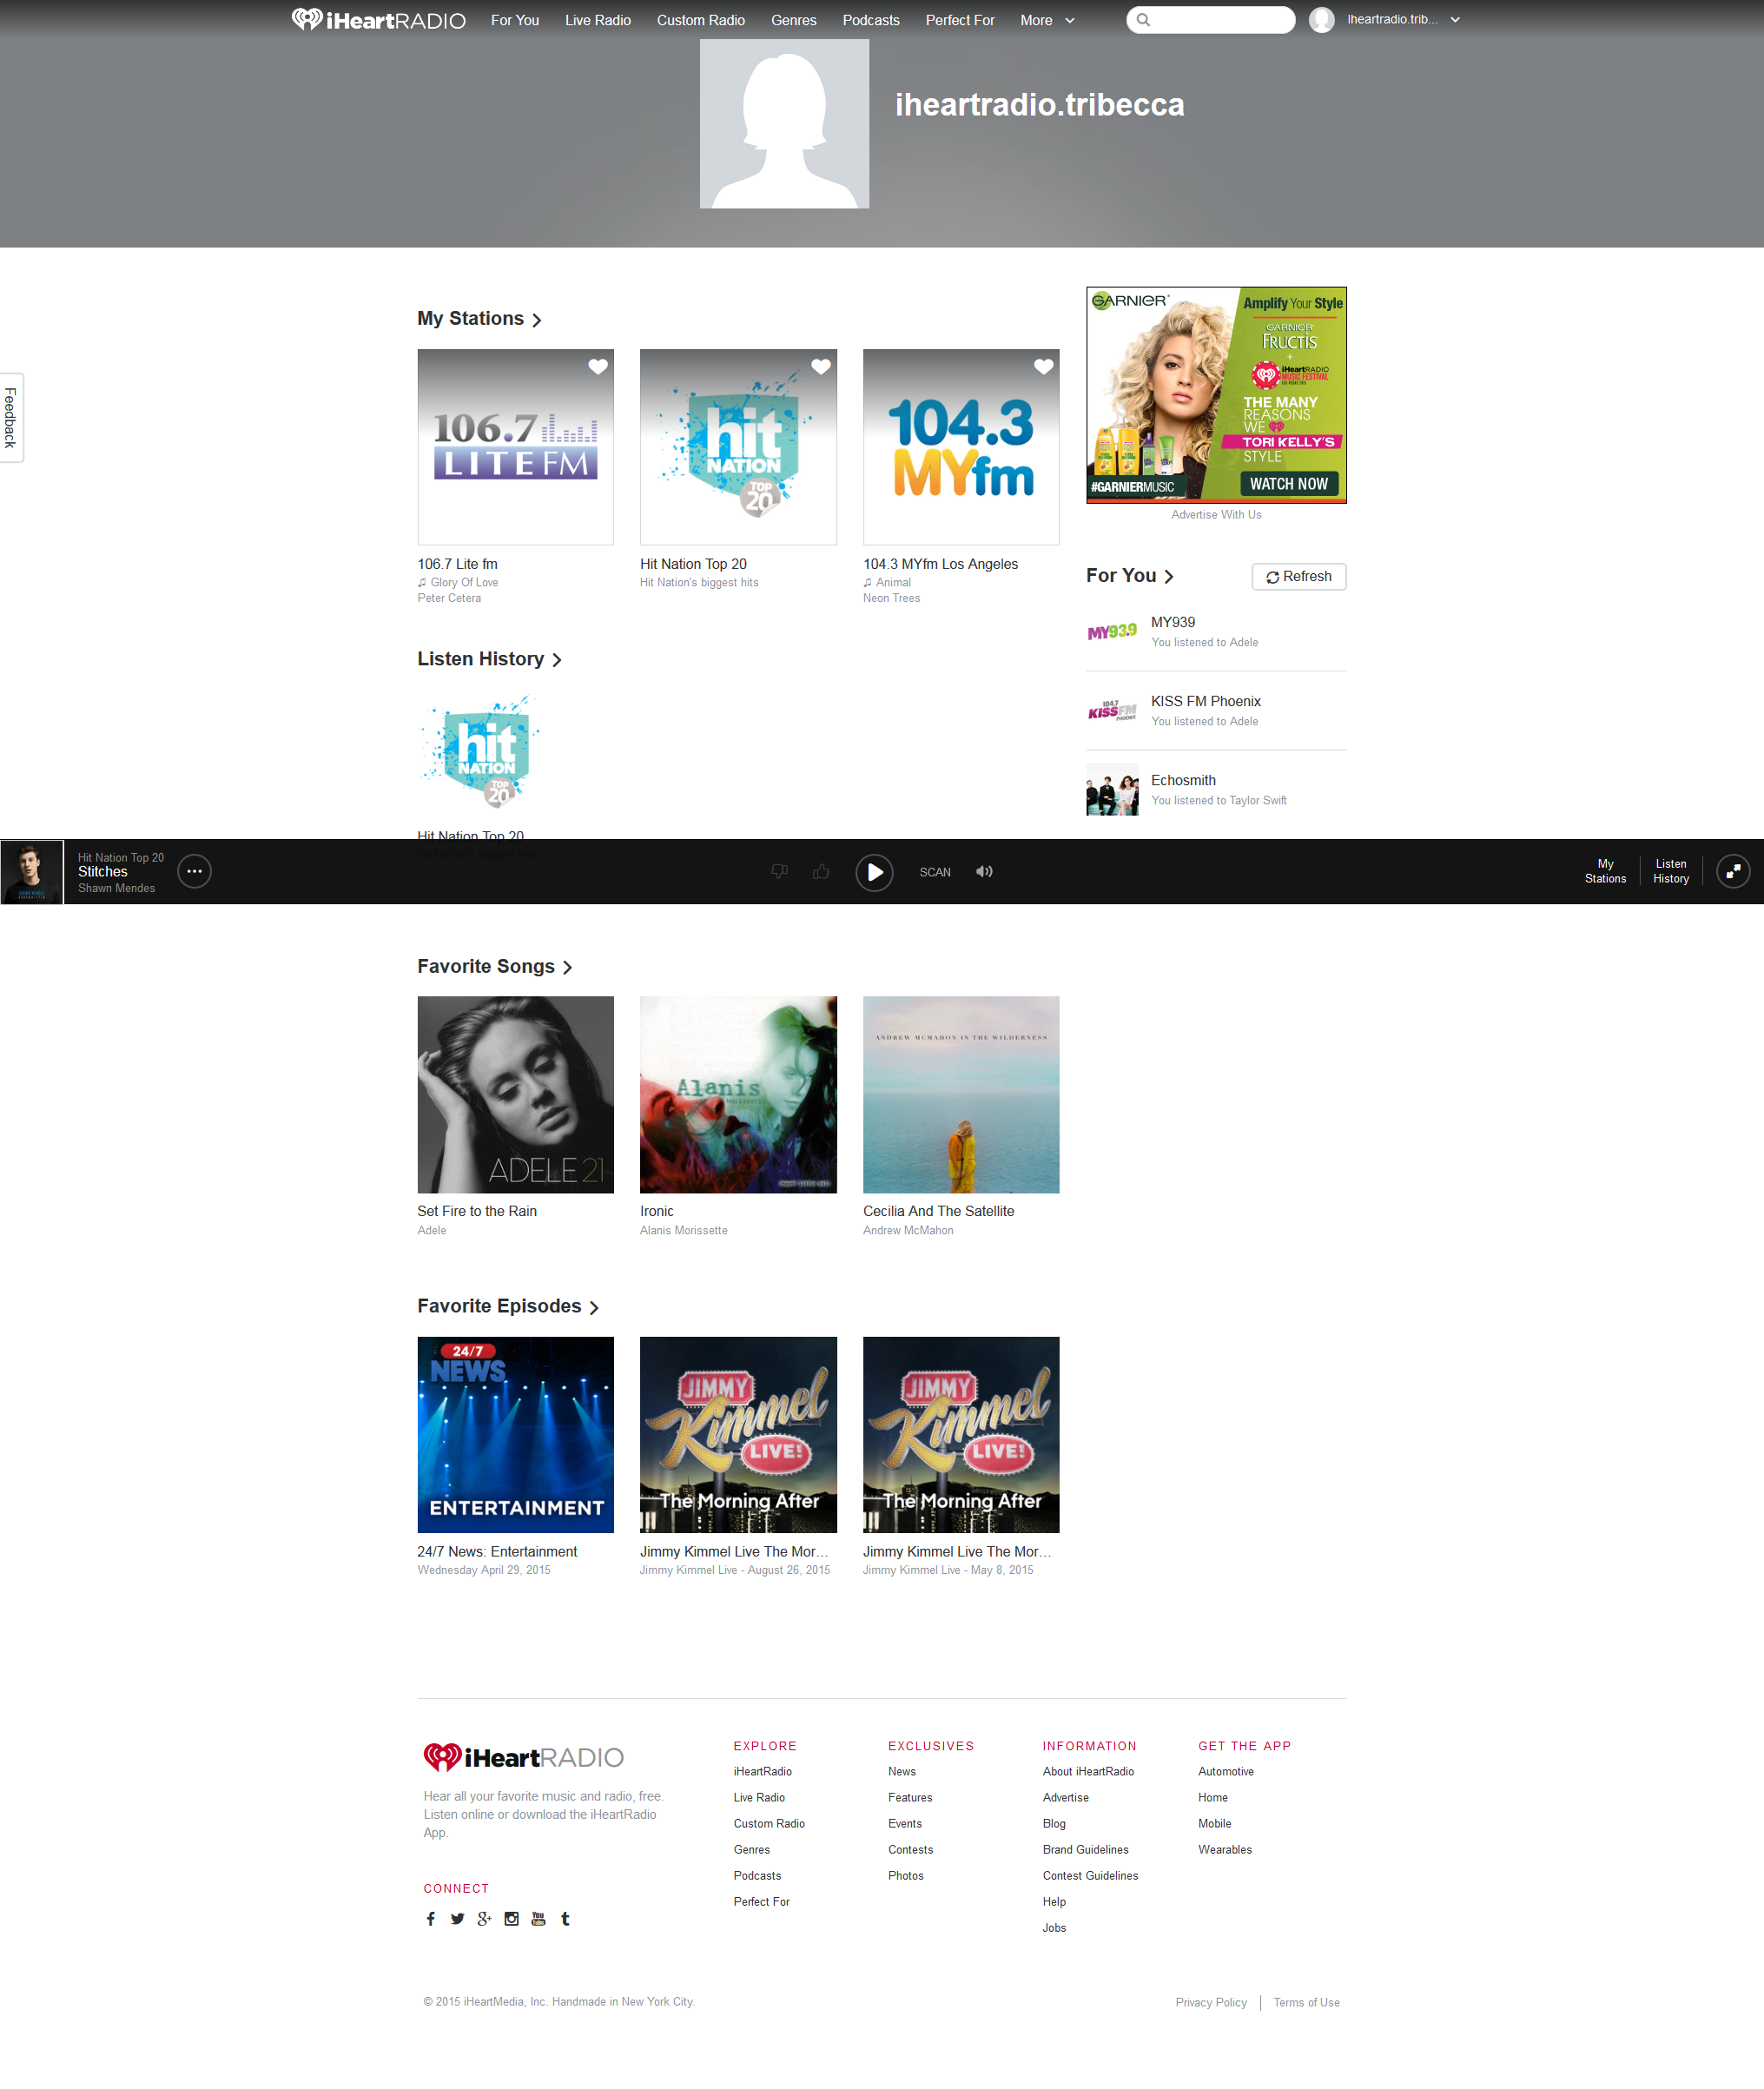 iHeartRADIO For You Live Radio Custom Radio Genres Podcasts Perfect For More Iheartradio.trib...
iheartradio.tribecca
Feedback
My Stations
106.7
LITE FM
hit
NATION
TOP
20
104.3
MYfm
106.7 Lite fm
Glory Of Love
Peter Cetera
Hit Nation Top 20
Hit Nation's biggest hits
104.3 MYfm Los Angeles
Animal
Neon Trees
GARNIER
Amplify Your Style
GARNIER
FRUCTIS
+
iHeartRADIO
MUSIC FESTIVAL
THE MANY
REASONS
WE
TORI KELLY'S
STYLE
#GARNIERMUSIC
WATCH NOW
Advertise With Us
For You
Refresh
MY93.9
MY939
You listened to Adele
104.7
KISSFM
PHOENIX
KISS FM Phoenix
You listened to Adele
Echosmith
You listened to Taylor Swift
Listen History
hit
NATION
TOP
20
Hit Nation Top 20
Hit Nation Top 20
Stitches
Shawn Mendes
SCAN
My
Stations
Listen
History
Favorite Songs
ADELE 21
Alanis
Morissette
ANDREW MCMAHON IN THE WILDERNESS
Set Fire to the Rain
Adele
Ironic
Alanis Morissette
Cecilia And The Satellite
Andrew McMahon
Favorite Episodes
24/7
NEWS
ENTERTAINMENT
JIMMY
Kimmel
LIVE!
The Morning After
JIMMY
Kimmel
LIVE!
The Morning After
24/7 News: Entertainment
Wednesday April 29, 2015
Jimmy Kimmel Live The Mor...
Jimmy Kimmel Live - August 26, 2015
Jimmy Kimmel Live The Mor...
Jimmy Kimmel Live - May 8, 2015
iHeartRADIO
Hear all your favorite music and radio, free.
Listen online or download the iHeartRadio
App.
CONNECT
You
Tube
EXPLORE
iHeartRadio
Live Radio
Custom Radio
Genres
Podcasts
Perfect For
EXCLUSIVES
News
Features
Events
Contests
Photos
INFORMATION
About iHeartRadio
Advertise
Blog
Brand Guidelines
Contest Guidelines
Help
Jobs
GET THE APP
Automotive
Home
Mobile
Wearables
© 2015 iHeartMedia, Inc. Handmade in New York City.
Privacy Policy
Terms of Use